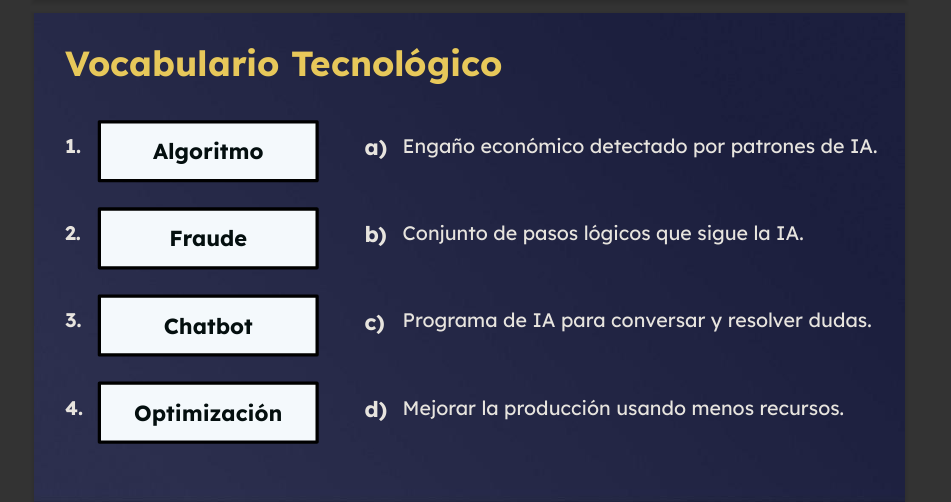 Vocabulario Tecnológico
1. Algoritmo a) Engaño económico detectado por patrones de IA.
2. Fraude b) Conjunto de pasos lógicos que sigue la IA.
3. Chatbot c) Programa de IA para conversar y resolver dudas.
4. Optimización d) Mejorar la producción usando menos recursos.